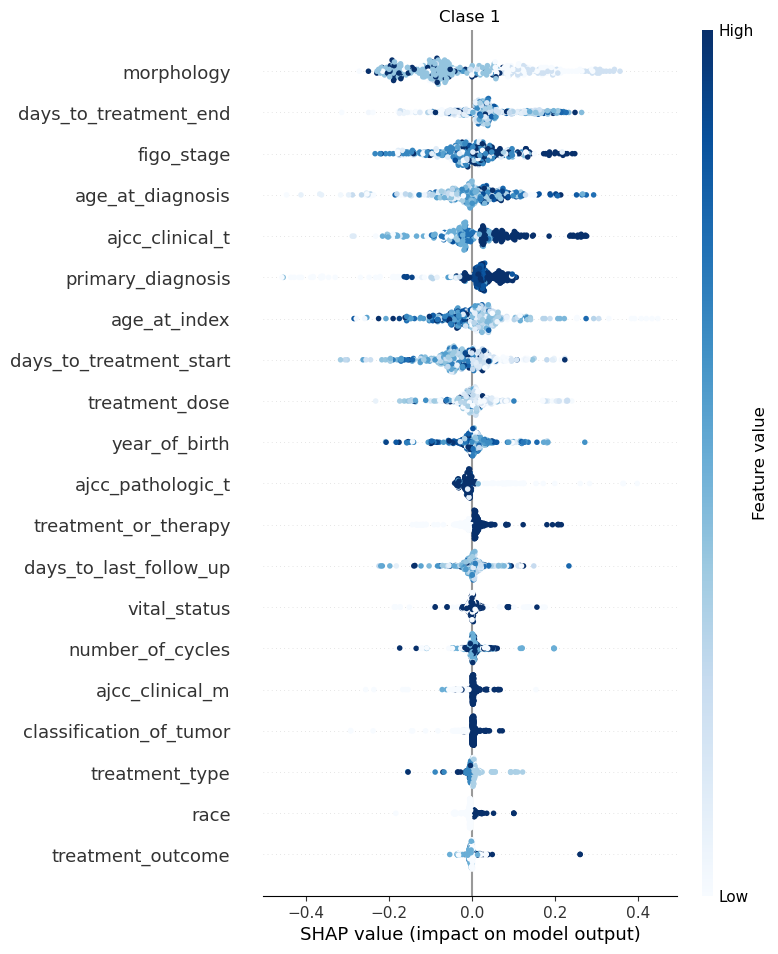 Clase 1
High
morphology
days_to_treatment_end
figo_stage
age_at_diagnosis
ajcc_clinical_t
primary_diagnosis
age_at_index
days_to_treatment_start
treatment_dose
year_of_birth
ajcc_pathologic_t
treatment_or_therapy
days_to_last_follow_up
vital_status
number_of_cycles
ajcc_clinical_m
classification_of_tumor
treatment_type
race
treatment_outcome
Feature value
Low
−0.4 −0.2 0.0 0.2 0.4
SHAP value (impact on model output)